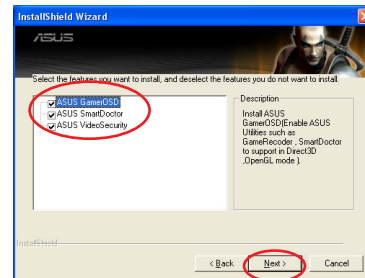 InstallShield Wizard
ASUS
Select the features you want to install, and deselect the features you do not want to install.
ASUS GamerOSD
ASUS SmartDoctor
ASUS VideoSecurity
Description
Install ASUS
GamerOSD(Enable ASUS
Utilities such as
GameRecoder , SmartDoctor
to support in Direct3D
,OpenGL mode ).
InstallShield
< Back
Next >
Cancel